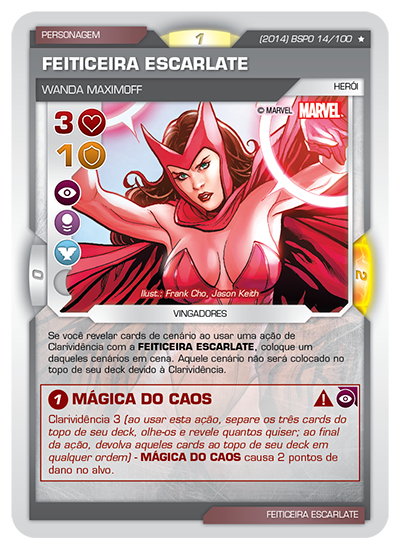 PERSONAGEM
1
(2014) BSP0 14/100 ★
FEITICEIRA ESCARLATE
WANDA MAXIMOFF
HERÓI
© MARVEL MARVEL
3
1
0
2
Ilust.: Frank Cho, Jason Keith
VINGADORES
Se você revelar cards de cenário ao usar uma ação de
Clarividência com a FEITICEIRA ESCARLATE, coloque um
daqueles cenários em cena. Aquele cenário não será colocado no
topo de seu deck devido à Clarividência.
1 MÁGICA DO CAOS
Clarividência 3 (ao usar esta ação, separe os três cards do
topo de seu deck, olhe-os e revele quantos quiser; ao final
da ação, devolva aqueles cards ao topo de seu deck em
qualquer ordem) - MÁGICA DO CAOS causa 2 pontos de
dano no alvo.
FEITICEIRA ESCARLATE